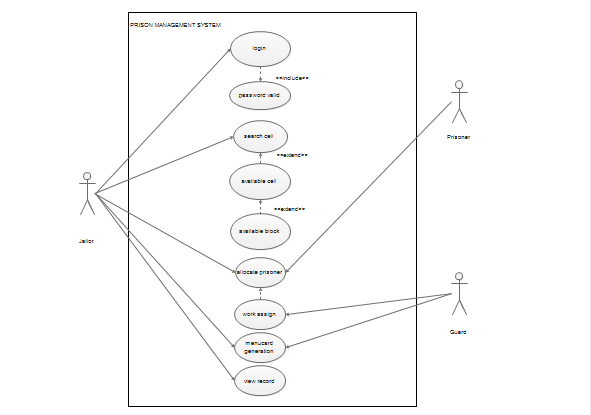 PRISON MANAGEMENT SYSTEM
login
<<include>>
password valid
Prisoner
search cell
<<extend>>
available cell
<<extend>>
available block
Jailor
allocate prisoner
work assign
Guard
menucard
generation
view record